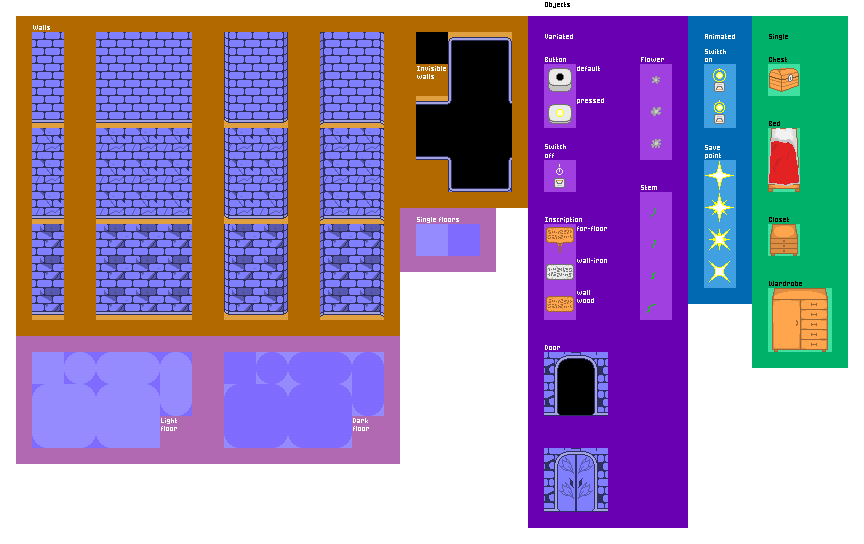 Objects
Walls
Invisible
walls
Single floors
Light
floor
Dark
floor
Variated
Button
default
pressed
Switch
off
Inscription
for-floor
wall-iron
wall
wood
Door
Flower
Stem
Animated
Switch
on
Save
point
Single
Chest
Bed
Closet
Wardrobe